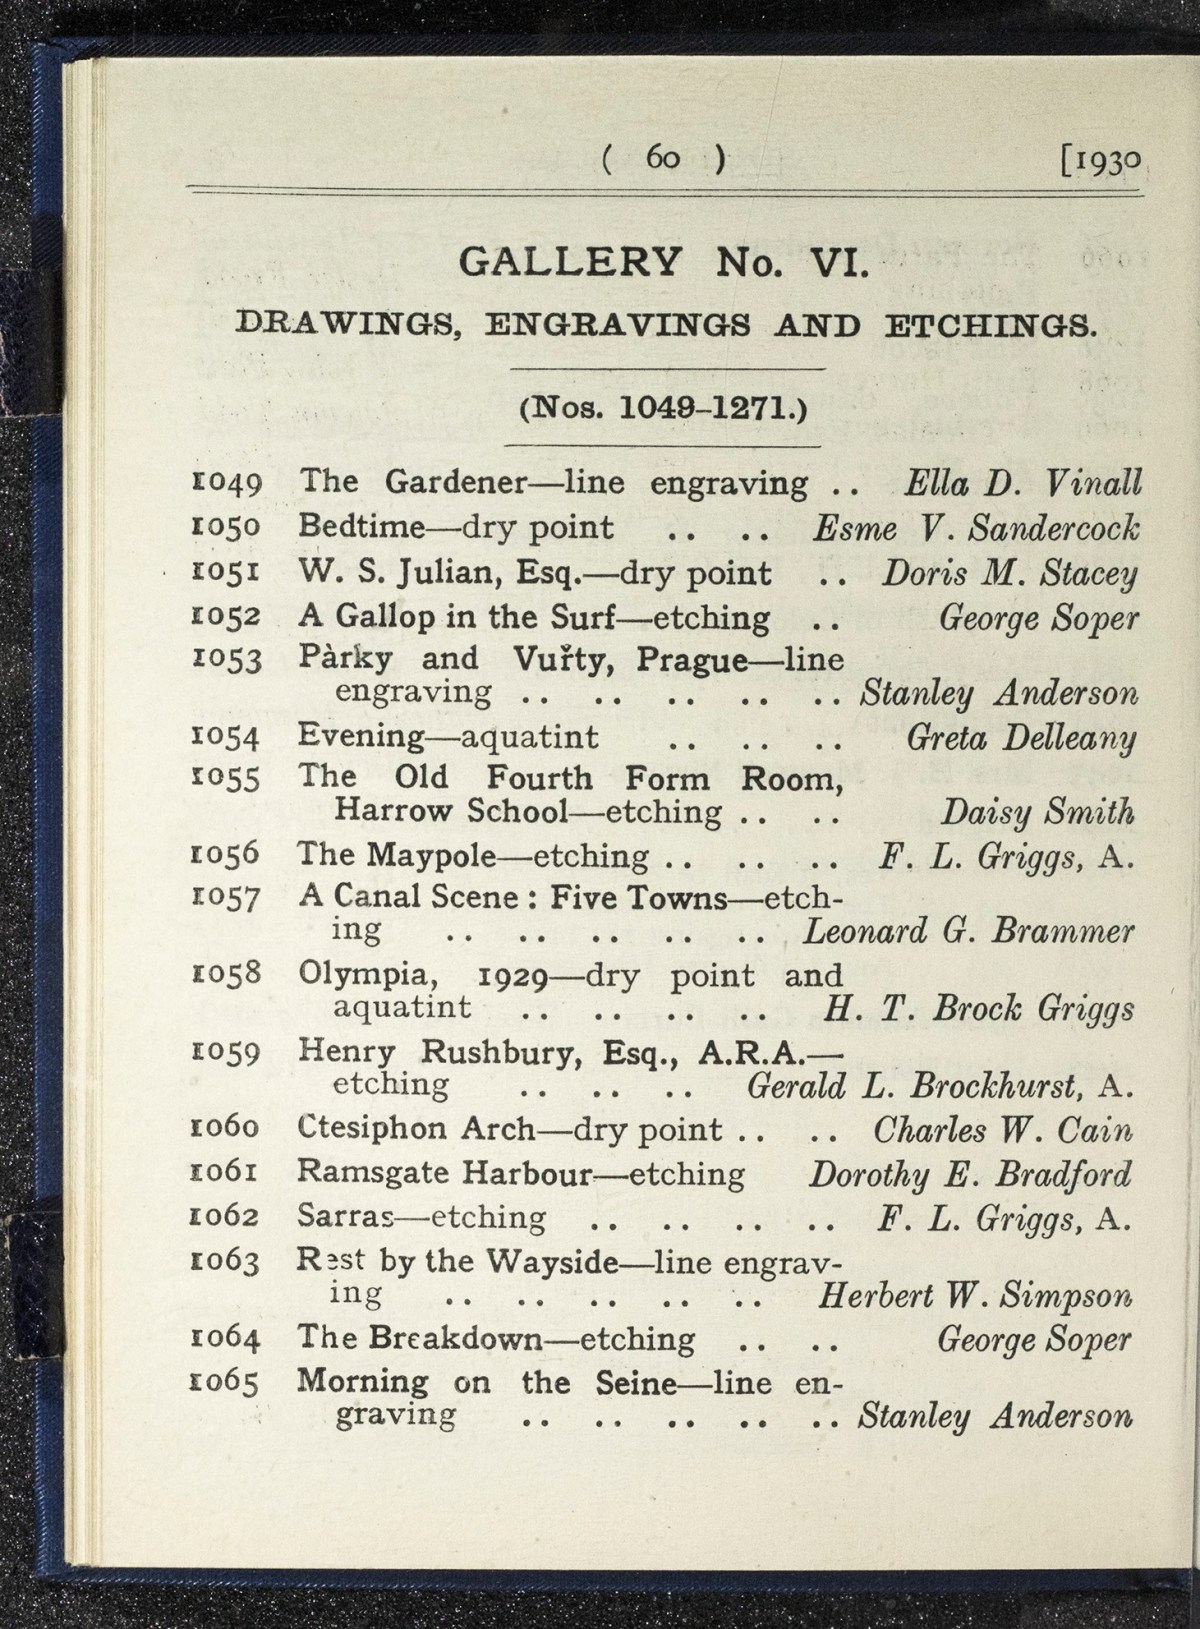 ( 60 ) [1930
GALLERY No. VI.
DRAWINGS, ENGRAVINGS AND ETCHINGS.
(Nos. 1049–1271.)
1049 The Gardener—line engraving .. Ella D. Vinall
1050 Bedtime—dry point .. .. Esme V. Sandercock
1051 W. S. Julian, Esq.—dry point .. Doris M. Stacey
1052 A Gallop in the Surf—etching .. George Soper
1053 Pàrky and Vuřty, Prague—line
engraving .. .. .. .. .. Stanley Anderson
1054 Evening—aquatint .. .. .. Greta Delleany
1055 The Old Fourth Form Room,
Harrow School—etching .. .. Daisy Smith
1056 The Maypole—etching .. .. .. F. L. Griggs, A.
1057 A Canal Scene : Five Towns—etch-
ing .. .. .. .. .. Leonard G. Brammer
1058 Olympia, 1929—dry point and
aquatint .. .. .. .. H. T. Brock Griggs
1059 Henry Rushbury, Esq., A.R.A.—
etching .. .. .. Gerald L. Brockhurst, A.
1060 Ctesiphon Arch—dry point .. .. Charles W. Cain
1061 Ramsgate Harbour—etching Dorothy E. Bradford
1062 Sarras—etching .. .. .. .. F. L. Griggs, A.
1063 Rest by the Wayside—line engrav-
ing .. .. .. .. .. Herbert W. Simpson
1064 The Breakdown—etching .. .. George Soper
1065 Morning on the Seine—line en-
graving .. .. .. .. .. Stanley Anderson